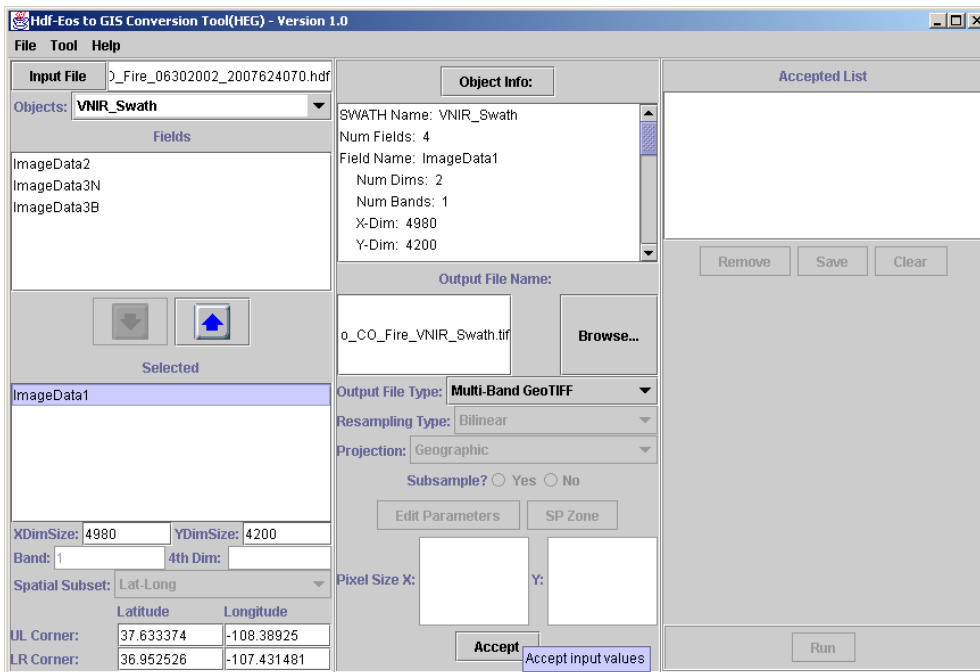 Hdf-Eos to GIS Conversion Tool(HEG) - Version 1.0
File Tool Help
Input File
O_Fire_06302002_2007624070.hdf
Objects: VNIR_Swath
Fields
ImageData2
ImageData3N
ImageData3B
Selected
ImageData1
XDimSize: 4980 YDimSize: 4200
Band: 1 4th Dim:
Spatial Subset: Lat-Long
Latitude Longitude
UL Corner: 37.633374 -108.38925
LR Corner: 36.952526 -107.431481
Object Info:
SWATH Name: VNIR_Swath
Num Fields: 4
Field Name: ImageData1
Num Dims: 2
Num Bands: 1
X-Dim: 4980
Y-Dim: 4200
Output File Name:
o_CO_Fire_VNIR_Swath.tif Browse...
Output File Type: Multi-Band GeoTIFF
Resampling Type: Bilinear
Projection: Geographic
Subsample? Yes No
Edit Parameters SP Zone
Pixel Size X: Y:
Accept
Accept input values
Accepted List
Remove Save Clear
Run